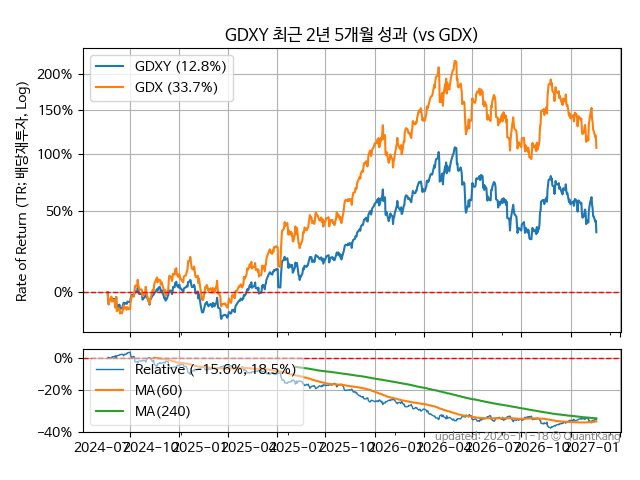 GDXY 최근 2년 5개월 성과 (vs GDX)
Rate of Return (TR: 배당재투자, Log)
200%
150%
100%
50%
0%
GDXY (12.8%)
GDX (33.7%)
0%
-20%
-40%
Relative (-15.6%, 18.5%)
MA(60)
MA(240)
2024-07 2024-10 2025-01 2025-04 2025-07 2025-10 2026-01 2026-04 2026-07 2026-10 2027-01
updated: 2026-11-18 © QuantKang